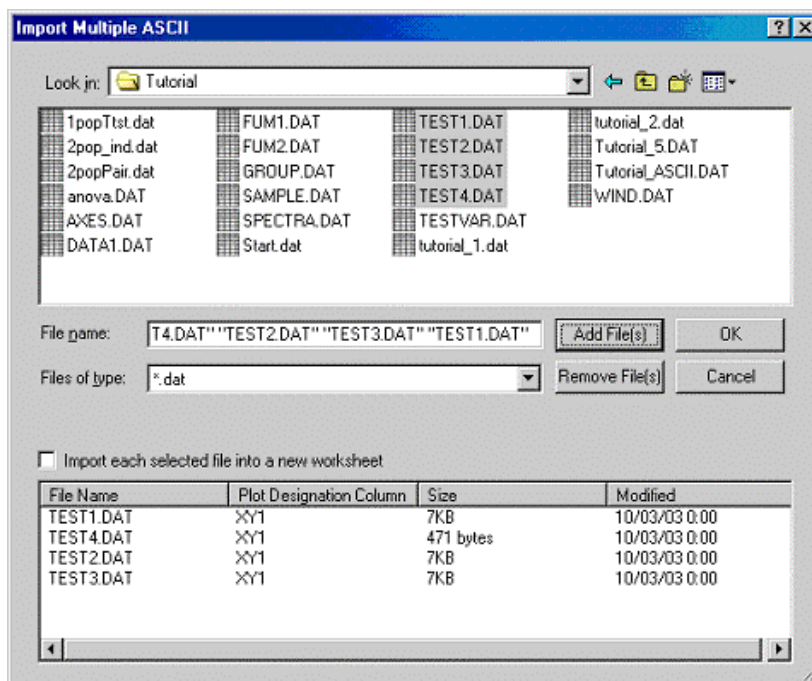 Import Multiple ASCII
Look in: Tutorial
1popTtst.dat FUM1.DAT TEST1.DAT tutorial_2.dat
2pop_ind.dat FUM2.DAT TEST2.DAT Tutorial_5.DAT
2popPair.dat GROUP.DAT TEST3.DAT Tutorial_ASCII.DAT
anova.DAT SAMPLE.DAT TEST4.DAT WIND.DAT
AXES.DAT SPECTRA.DAT TESTVAR.DAT
DATA1.DAT Start.dat tutorial_1.dat
File name: T4.DAT" "TEST2.DAT" "TEST3.DAT" "TEST1.DAT" Add File(s) OK
Files of type: *.dat Remove File(s) Cancel
Import each selected file into a new worksheet
File Name Plot Designation Column Size Modified
TEST1.DAT XY1 7KB 10/03/03 0:00
TEST4.DAT XY1 471 bytes 10/03/03 0:00
TEST2.DAT XY1 7KB 10/03/03 0:00
TEST3.DAT XY1 7KB 10/03/03 0:00